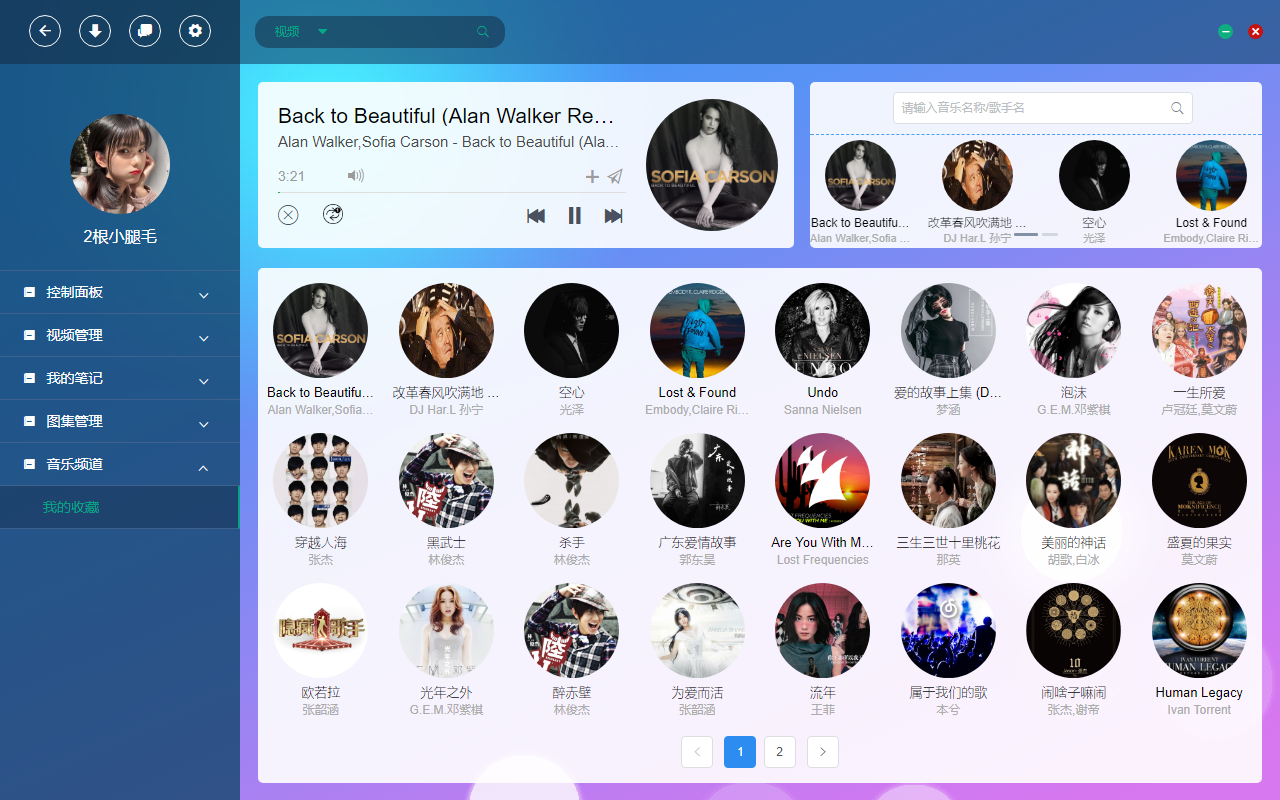 视频
2根小腿毛
控制面板
视频管理
我的笔记
图集管理
音乐频道
我的收藏
Back to Beautiful (Alan Walker Re…
Alan Walker,Sofia Carson - Back to Beautiful (Ala…
3:21
SOFIA CARSON
请输入音乐名称/歌手名
Back to Beautifu… 改革春风吹满地 … 空心 Lost & Found
Alan Walker,Sofia … DJ Har.L 孙宁 光泽 Embody,Claire Ri…
Back to Beautifu… 改革春风吹满地 … 空心 Lost & Found Undo 爱的故事上集 (D… 泡沫 一生所爱
Alan Walker,Sofia… DJ Har.L 孙宁 光泽 Embody,Claire Ri… Sanna Nielsen 梦涵 G.E.M.邓紫棋 卢冠廷,莫文蔚
穿越人海 黑武士 杀手 广东爱情故事 Are You With M… 三生三世十里桃花 美丽的神话 盛夏的果实
张杰 林俊杰 林俊杰 郭东昊 Lost Frequencies 那英 胡歌,白冰 莫文蔚
欧若拉 光年之外 醉赤壁 为爱而活 流年 属于我们的歌 闹啥子嘛闹 Human Legacy
张韶涵 G.E.M.邓紫棋 林俊杰 张韶涵 王菲 本兮 张杰,谢帝 Ivan Torrent
1 2